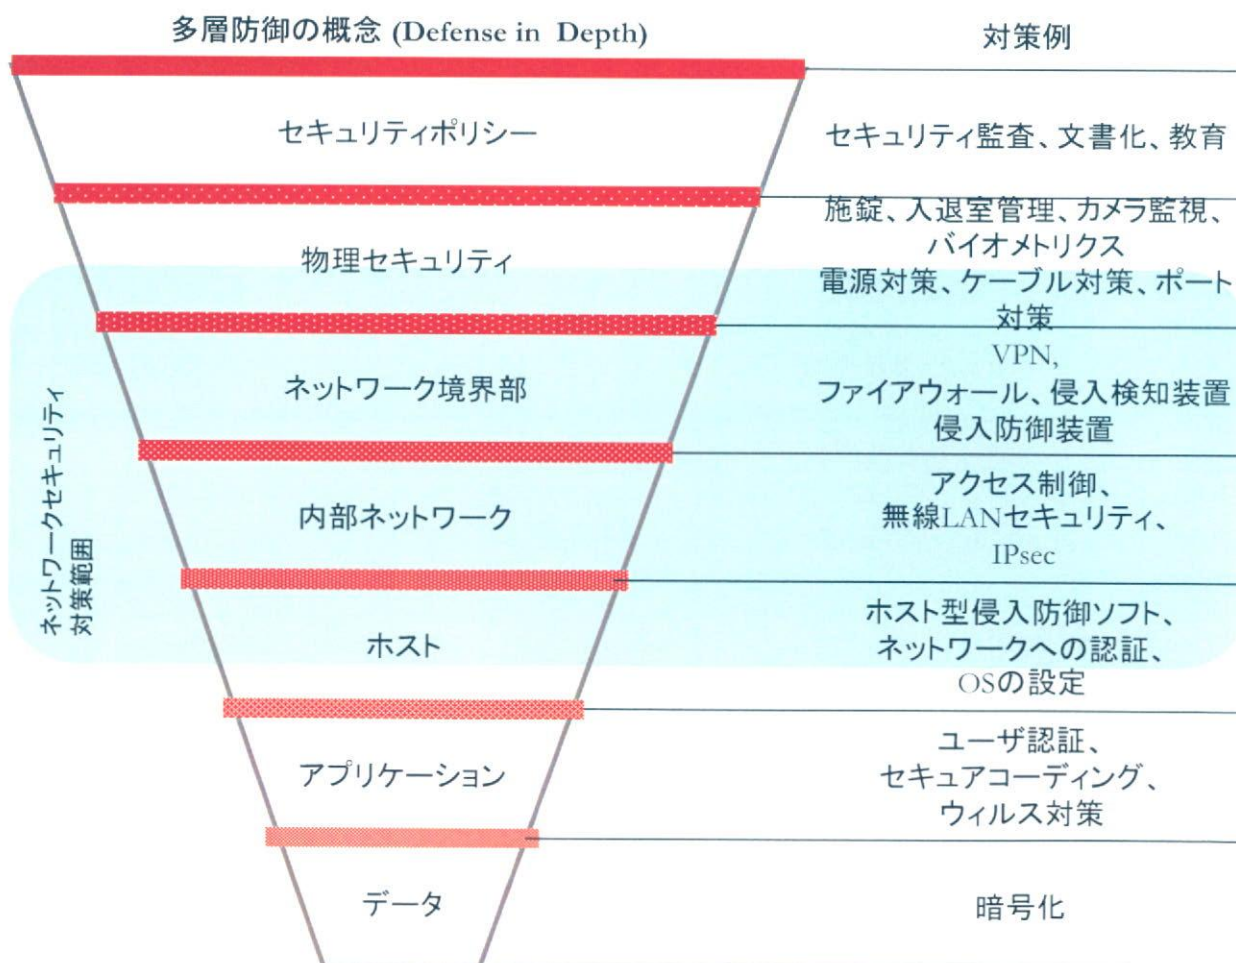 多層防御の概念 (Defense in Depth)
対策例
セキュリティポリシー
セキュリティ監査、文書化、教育
物理セキュリティ
施錠、入退室管理、カメラ監視、
バイオメトリクス
電源対策、ケーブル対策、ポート
対策
ネットワーク境界部
VPN,
ファイアウォール、侵入検知装置
侵入防御装置
内部ネットワーク
アクセス制御、
無線LANセキュリティ、
IPsec
ホスト
ホスト型侵入防御ソフト、
ネットワークへの認証、
OSの設定
アプリケーション
ユーザ認証、
セキュアコーディング、
ウィルス対策
データ
暗号化
ネットワークセキュリティ
対策範囲